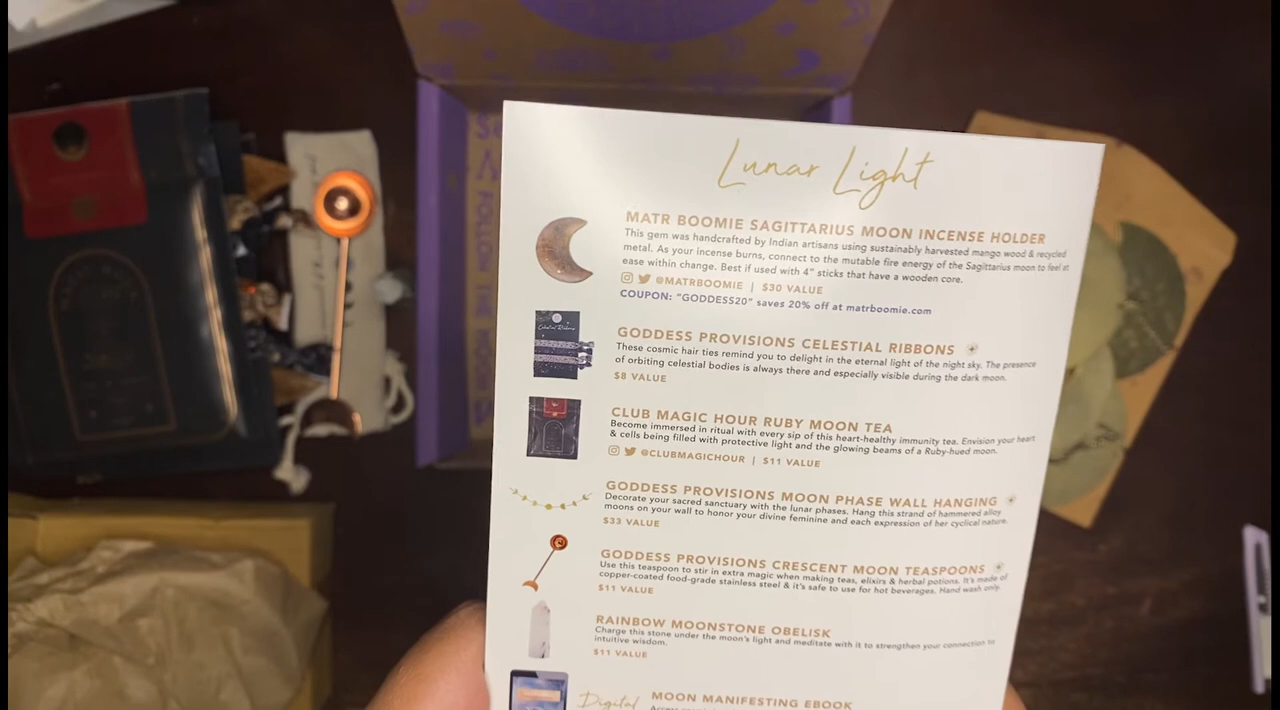 Lunar Light
MATR BOOMIE SAGITTARIUS MOON INCENSE HOLDER
This gem was handcrafted by Indian artisans using sustainably harvested mango wood & recycled
metal. As your incense burns, connect to the mutable fire energy of the Sagittarius moon to feel at
ease within change. Best if used with 4” sticks that have a wooden core.
@MATRBOOMIE | $30 VALUE
COUPON: “GODDESS20” saves 20% off at matrboomie.com
GODDESS PROVISIONS CELESTIAL RIBBONS
These cosmic hair ties remind you to delight in the eternal light of the night sky. The presence
of orbiting celestial bodies is always there and especially visible during the dark moon.
$8 VALUE
CLUB MAGIC HOUR RUBY MOON TEA
Become immersed in ritual with every sip of this heart-healthy immunity tea. Envision your heart
& cells being filled with protective light and the glowing beams of a Ruby-hued moon.
@CLUBMAGICHOUR | $11 VALUE
GODDESS PROVISIONS MOON PHASE WALL HANGING
Decorate your sacred sanctuary with the lunar phases. Hang this strand of hammered alloy
moons on your wall to honor your divine feminine and each expression of her cyclical nature.
$33 VALUE
GODDESS PROVISIONS CRESCENT MOON TEASPOONS
Use this teaspoon to stir in extra magic when making teas, elixirs & herbal potions. It's made of
copper-coated food-grade stainless steel & it's safe to use for hot beverages. Hand wash only.
$11 VALUE
RAINBOW MOONSTONE OBELISK
Charge this stone under the moon's light and meditate with it to strengthen your connection to
intuitive wisdom.
$11 VALUE
Digital
MOON MANIFESTING EBOOK
FOLLOW THE MOON
Celestial Ribbons